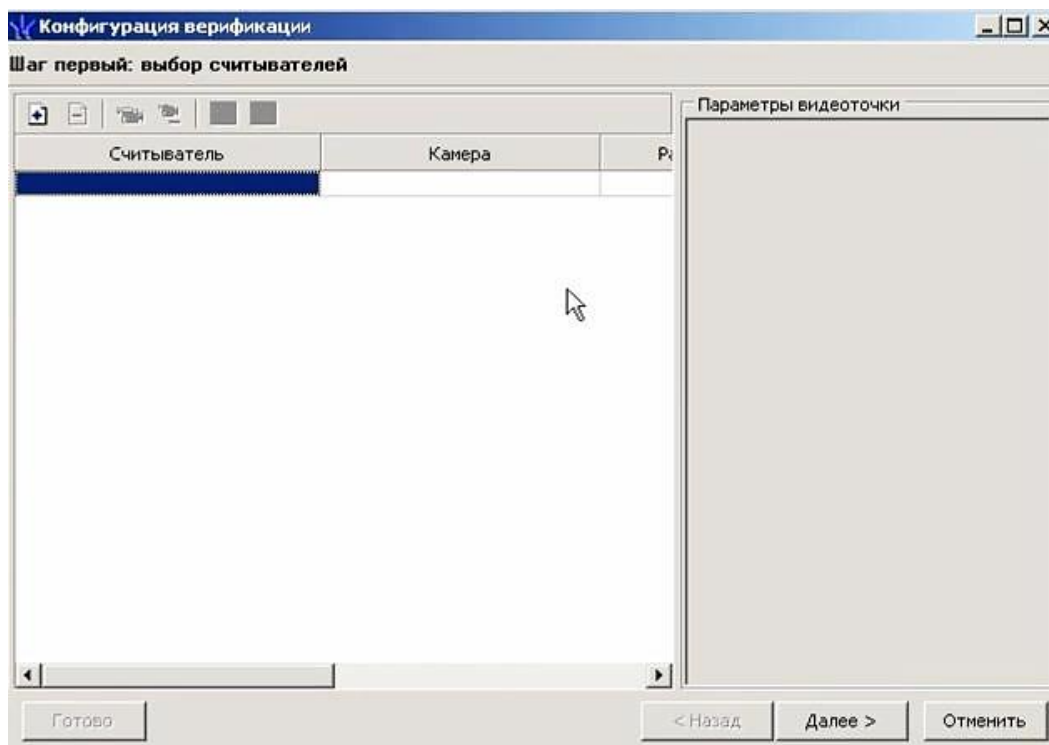 Конфигурация верификации
Шаг первый: выбор считывателей
Параметры видеоточки
Считыватель Камера
Готово < Назад Далее > Отменить